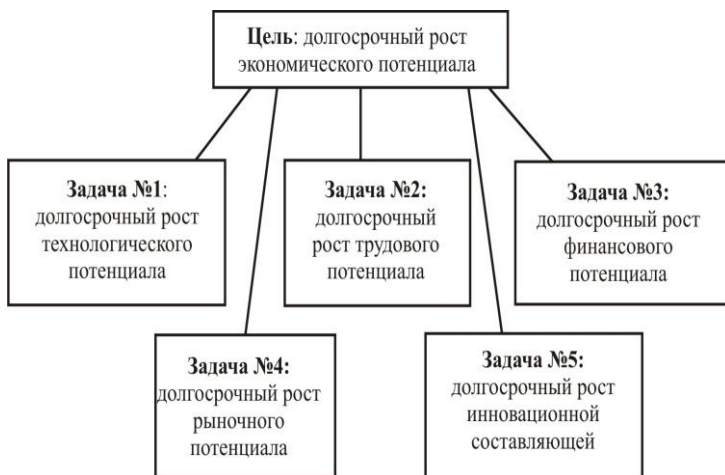 Цель: долгосрочный рост
экономического потенциала
Задача №1:
долгосрочный рост
технологического
потенциала
Задача №2:
долгосрочный
рост трудового
потенциала
Задача №3:
долгосрочный рост
финансового
потенциала
Задача №4:
долгосрочный рост
рыночного
потенциала
Задача №5:
долгосрочный рост
инновационной
составляющей